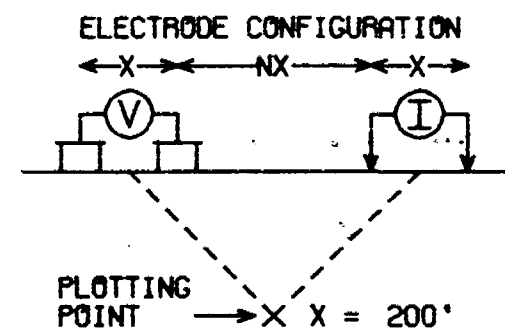 ELECTRODE CONFIGURATION
X NX X
V I
PLOTTING
POINT X X = 200'